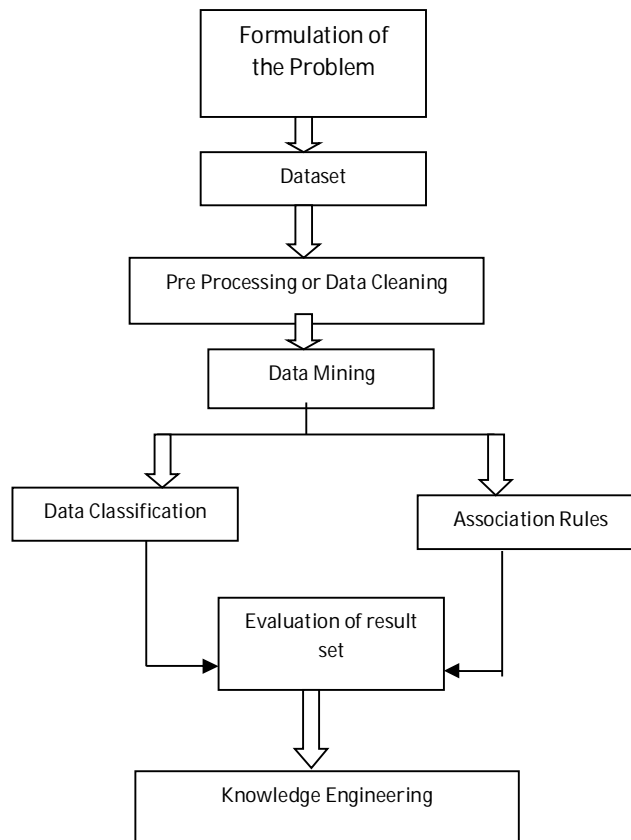 Formulation of
the Problem
Dataset
Pre Processing or Data Cleaning
Data Mining
Data Classification
Association Rules
Evaluation of result
set
Knowledge Engineering